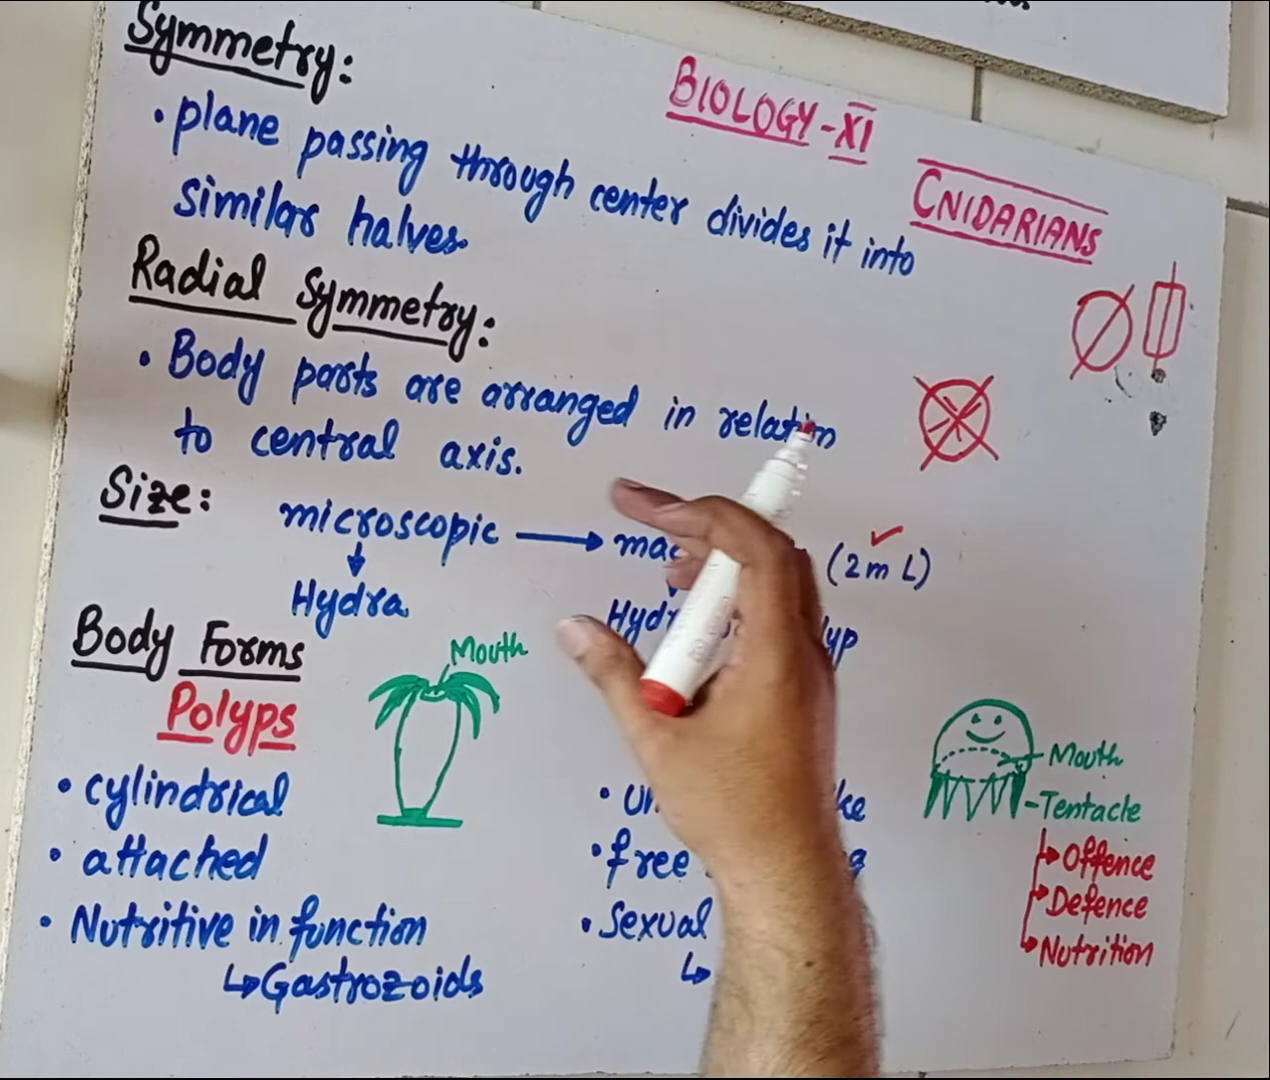 Symmetry:
BIOLOGY-XI
CNIDARIANS
• plane passing through center divides it into
similar halves.
Radial Symmetry:
• Body parts are arranged in relation
to central axis.
Size:
microscopic → (2m L)
Hydra
Body Forms
Polyps
Mouth
• cylindrical
• attached
• Nutritive in function
↳ Gastrozoids
• free
• Sexual
Mouth
-Tentacle
↳ Offence
↳ Defence
↳ Nutrition